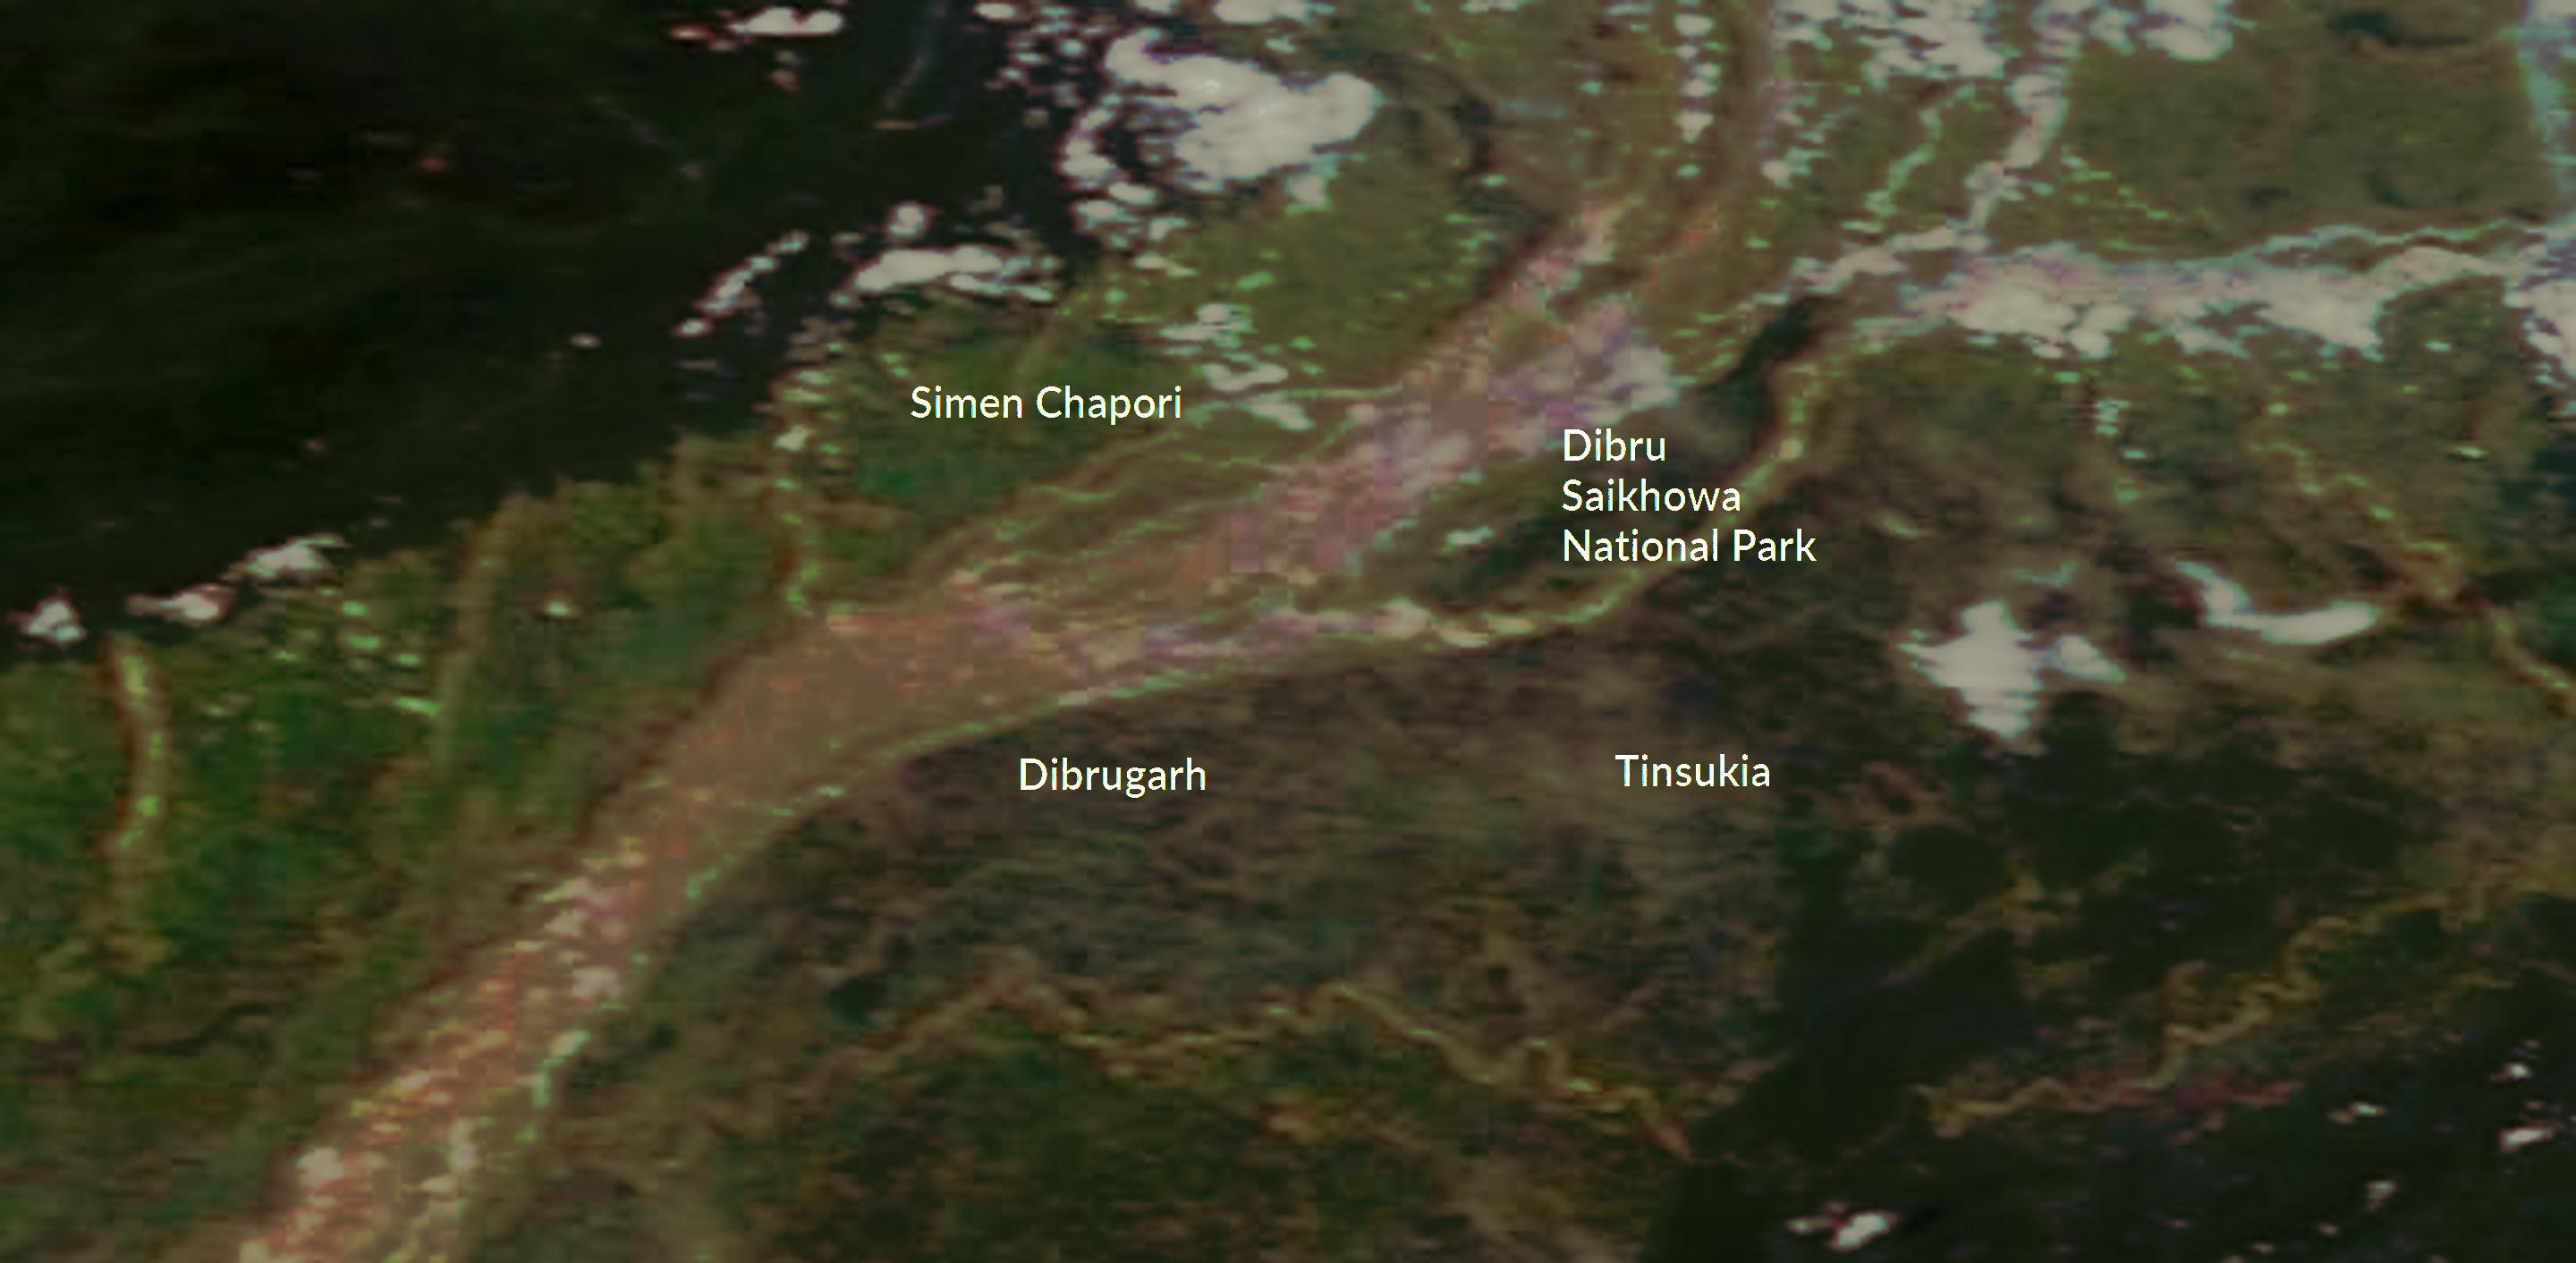 Simen Chapori
Dibru
Saikhowa
National Park
Dibrugarh
Tinsukia